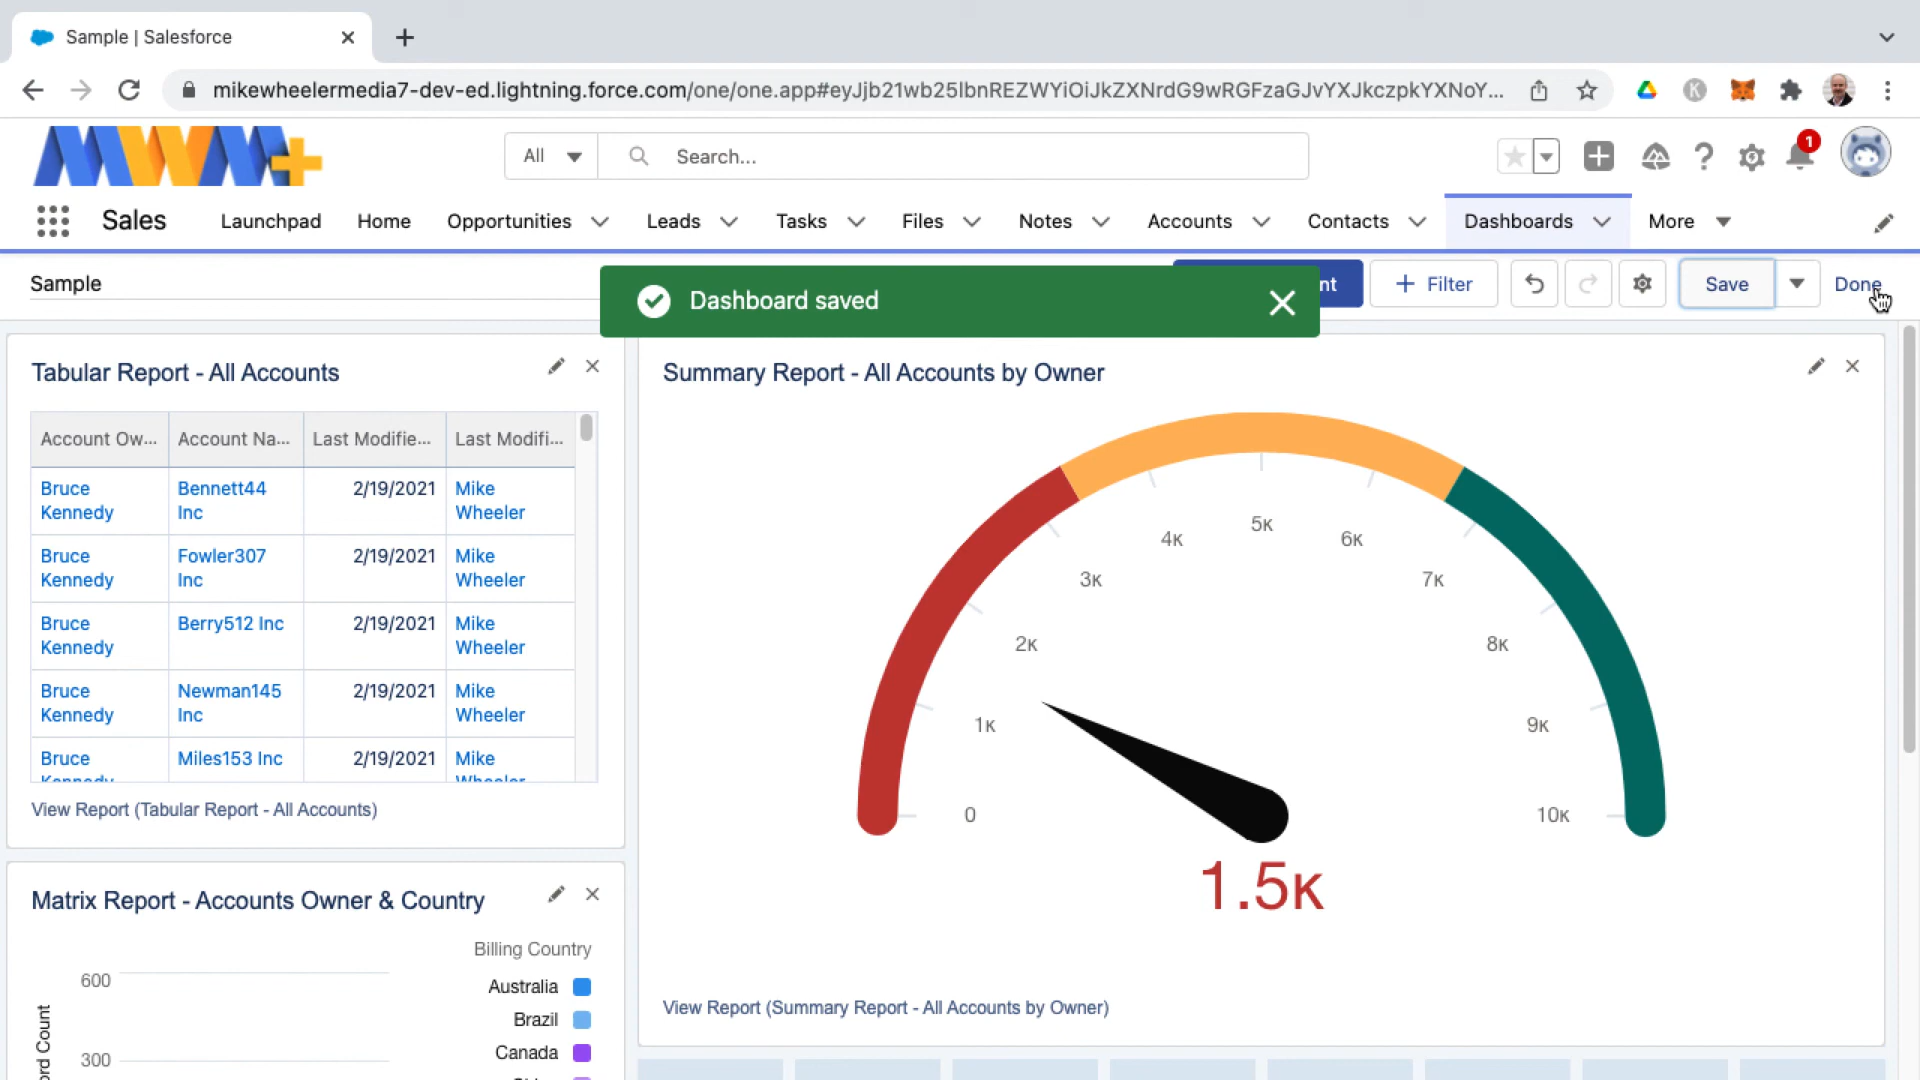 Sample | Salesforce
mikewheelermedia7-dev-ed.lightning.force.com/one/one.app#eyJjb21wb25lbnREZWYiOiJkZXNrdG9wRGFzaGJvYXJkczpkYXNoY...
MWM+
All
Search...
1
Sales
Launchpad
Home
Opportunities
Leads
Tasks
Files
Notes
Accounts
Contacts
Dashboards
More
Sample
Dashboard saved
nt
+ Filter
Save
Done
Tabular Report - All Accounts
Account Ow... Account Na... Last Modifie... Last Modifi...
Bruce Kennedy Bennett44 Inc 2/19/2021 Mike Wheeler
Bruce Kennedy Fowler307 Inc 2/19/2021 Mike Wheeler
Bruce Kennedy Berry512 Inc 2/19/2021 Mike Wheeler
Bruce Kennedy Newman145 Inc 2/19/2021 Mike Wheeler
Bruce Kennedy Miles153 Inc 2/19/2021 Mike Wheeler
View Report (Tabular Report - All Accounts)
Summary Report - All Accounts by Owner
0
1K
2K
3K
4K
5K
6K
7K
8K
9K
10K
1.5K
View Report (Summary Report - All Accounts by Owner)
Matrix Report - Accounts Owner & Country
Billing Country
Australia
Brazil
Canada
600
300
ord Count